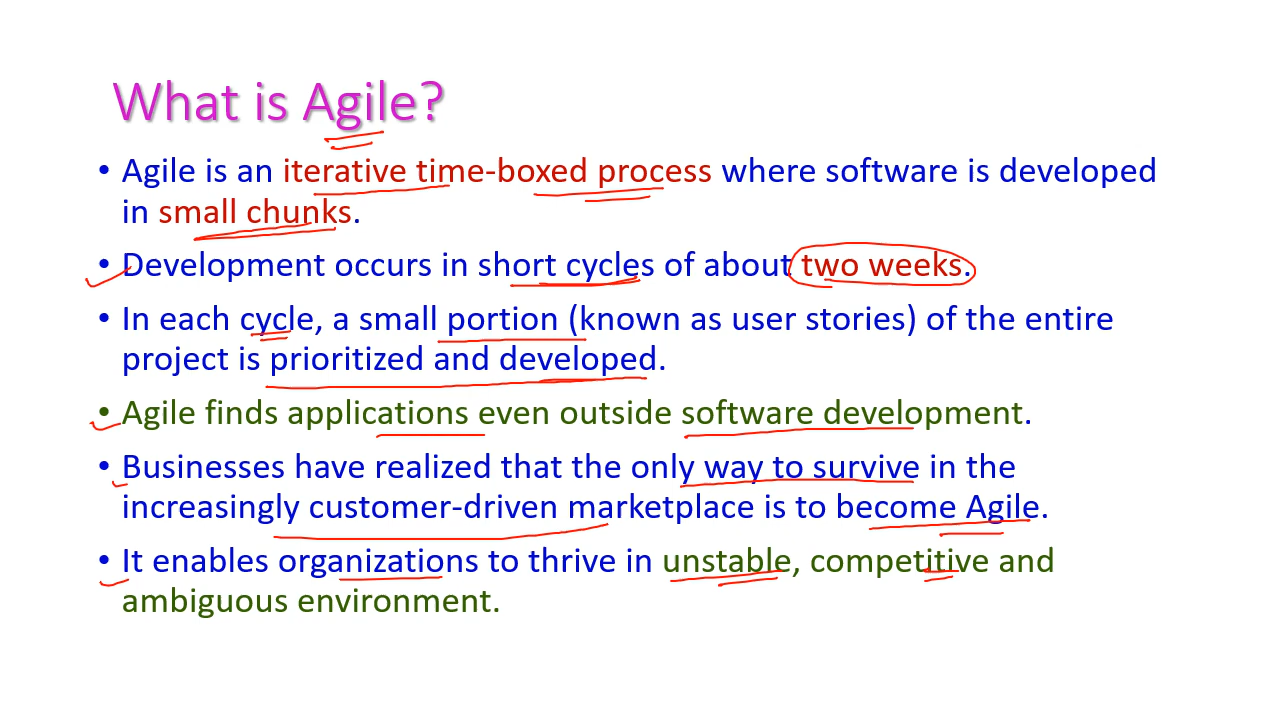 What is Agile?
• Agile is an iterative time-boxed process where software is developed
in small chunks.
• Development occurs in short cycles of about two weeks.
• In each cycle, a small portion (known as user stories) of the entire
project is prioritized and developed.
• Agile finds applications even outside software development.
• Businesses have realized that the only way to survive in the
increasingly customer-driven marketplace is to become Agile.
• It enables organizations to thrive in unstable, competitive and
ambiguous environment.